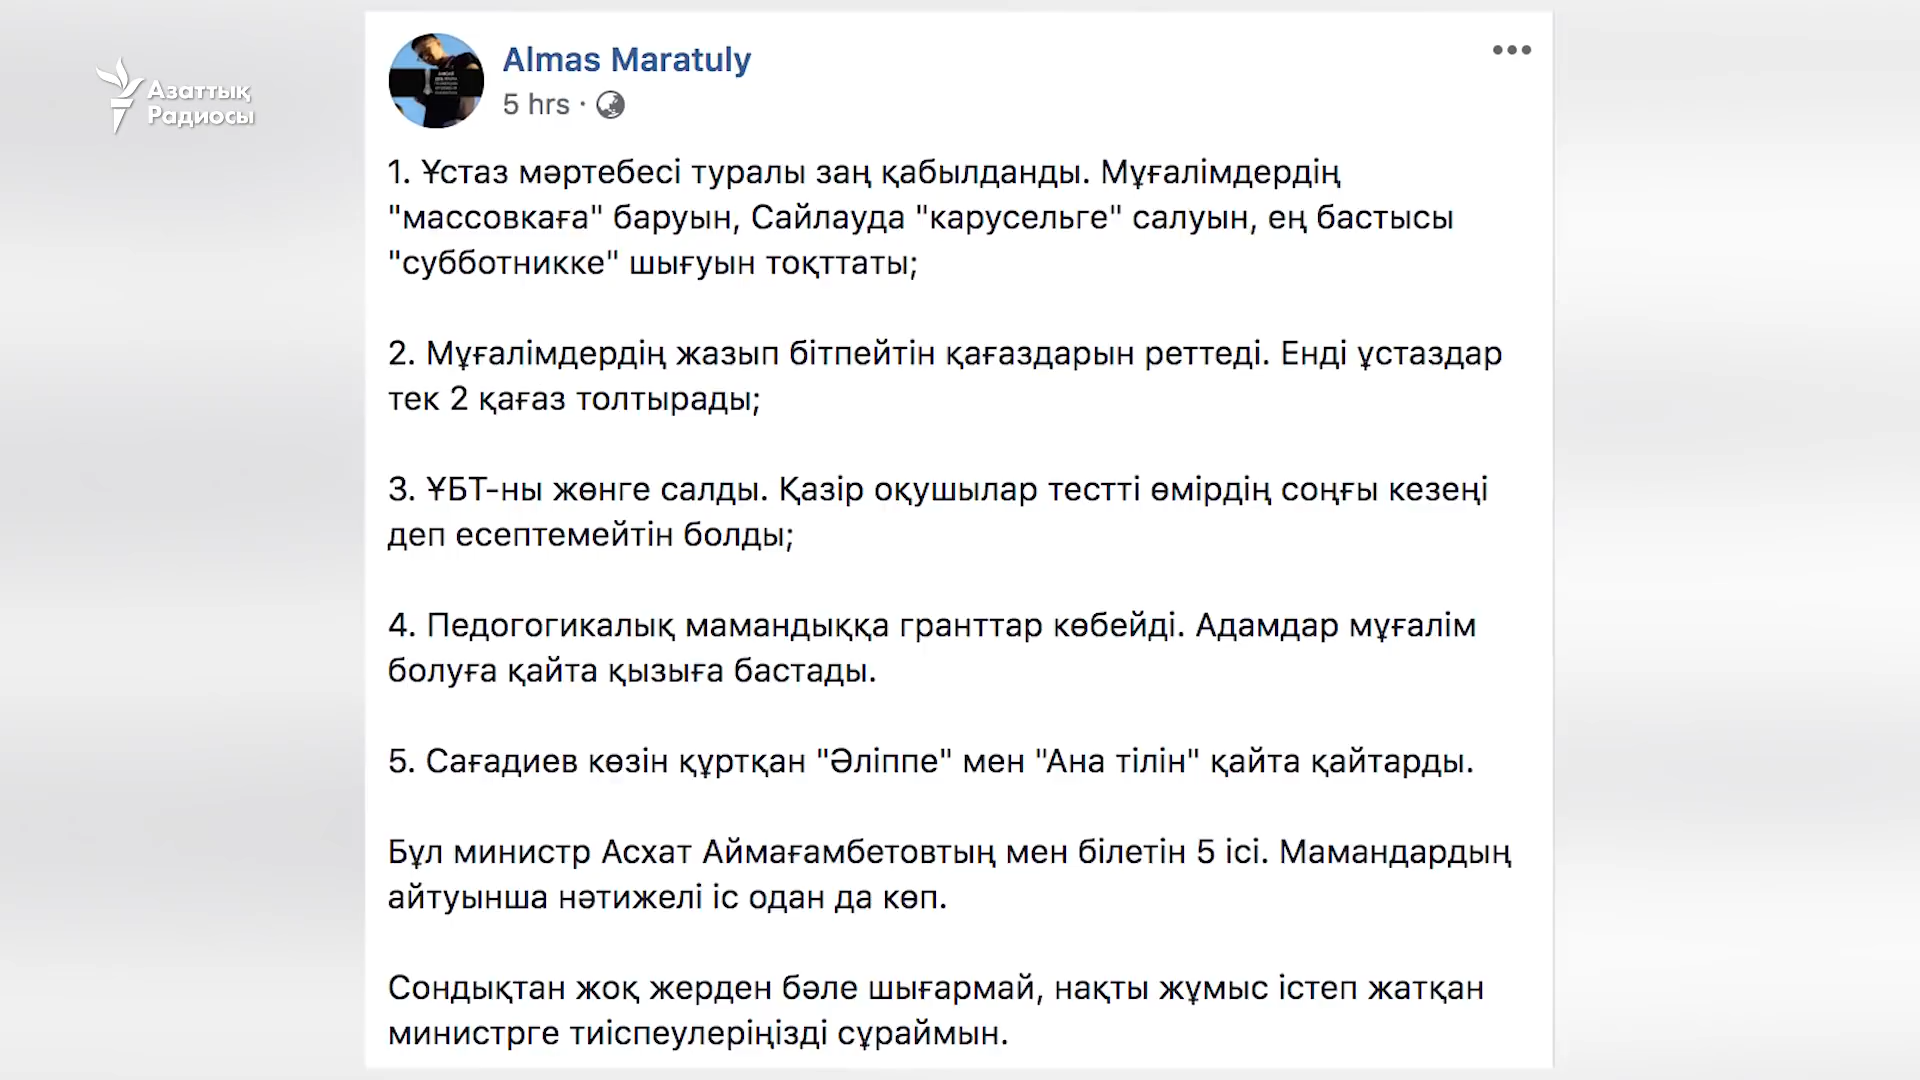 Азаттық
Радиосы
Almas Maratuly
5 hrs ·
1. Ұстаз мәртебесі туралы заң қабылданды. Мұғалімдердің
"массовкаға" баруын, Сайлауда "карусельге" салуын, ең бастысы
"субботникке" шығуын тоқттаты;
2. Мұғалімдердің жазып бітпейтін қағаздарын реттеді. Енді ұстаздар
тек 2 қағаз толтырады;
3. ҰБТ-ны жөнге салды. Қазір оқушылар тестті өмірдің соңғы кезеңі
деп есептемейтін болды;
4. Педогогикалық мамандыққа гранттар көбейді. Адамдар мұғалім
болуға қайта қызыға бастады.
5. Сағадиев көзін құртқан "Әліппе" мен "Ана тілін" қайта қайтарды.
Бұл министр Асхат Аймағамбетовтың мен білетін 5 ісі. Мамандардың
айтуынша нәтижелі іс одан да көп.
Сондықтан жоқ жерден бәле шығармай, нақты жұмыс істеп жатқан
министрге тиіспеулеріңізді сұраймын.